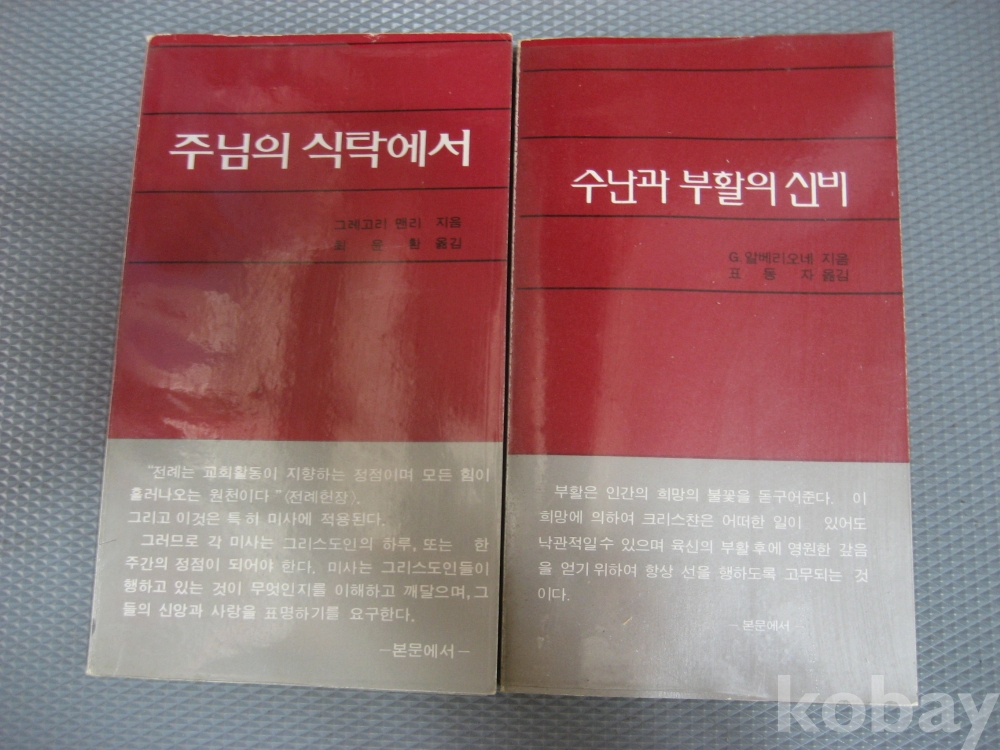 주님의 식탁에서
그레고리 맨리 지음
최 윤 환 옮김
"전례는 교회활동이 지향하는 정점이며 모든 힘이
흘러나오는 원천이다"〈전례헌장〉.
그리고 이것은 특히 미사에 적용된다.
그러므로 각 미사는 그리스도인의 하루, 또는 한
주간의 정점이 되어야 한다. 미사는 그리스도인들이
행하고 있는 것이 무엇인지를 이해하고 깨달으며, 그
들의 신앙과 사랑을 표명하기를 요구한다.
—본문에서—
수난과 부활의 신비
G. 알베리오네 지음
표 동 자 옮김
부활은 인간의 희망의 불꽃을 돋구어준다. 이
희망에 의하여 크리스챤은 어떠한 일이 있어도
낙관적일수 있으며 육신의 부활 후에 영원한 갚음
을 얻기 위하여 항상 선을 행하도록 고무되는 것
이다.
—본문에서—
kobay